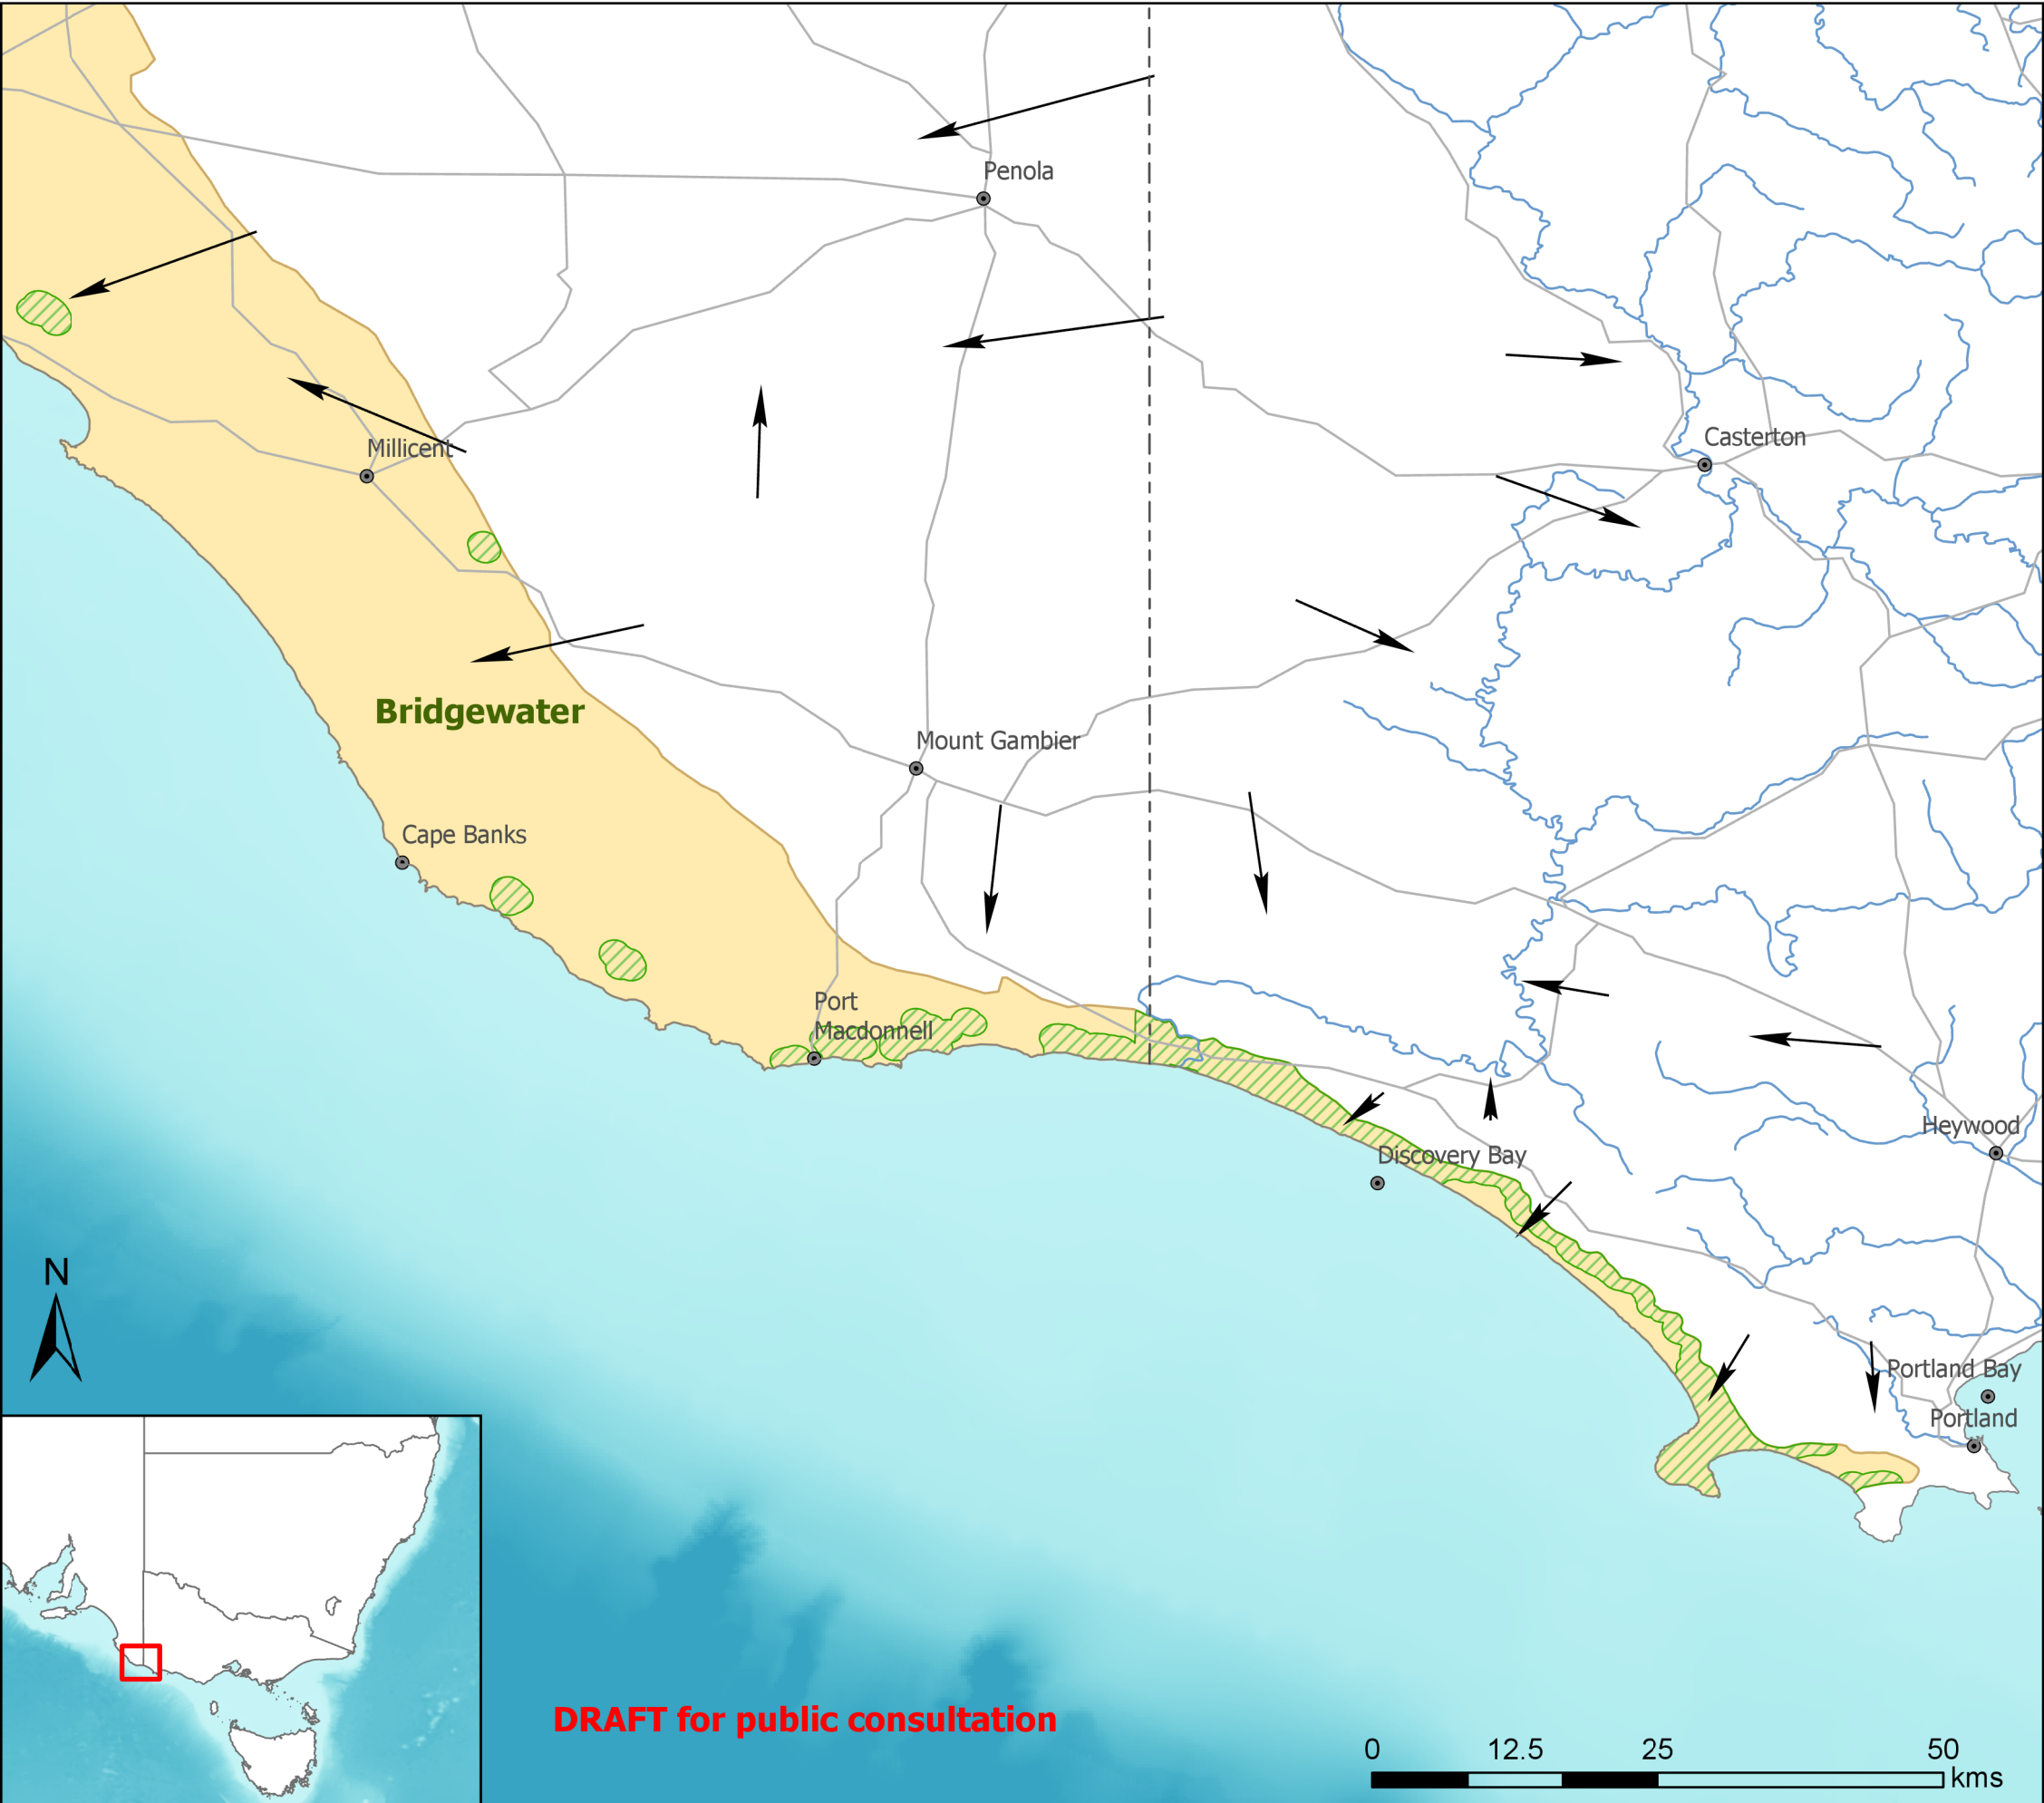 Penola
Millicent
Casterton
Bridgewater
Mount Gambier
Cape Banks
Port
Macdonnell
Heywood
Discovery Bay
N
Portland Bay
Portland
DRAFT for public consultation
0 12.5 25 50
kms